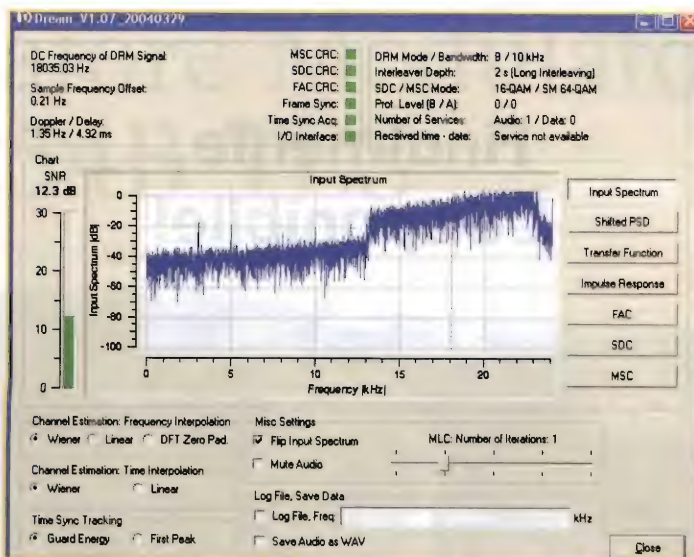 Dream V1.07_20040329
DC Frequency of DRM Signal:
18035.03 Hz
Sample Frequency Offset:
0.21 Hz
Doppler / Delay:
1.35 Hz / 4.92 ms
MSC CRC:
SDC CRC:
FAC CRC:
Frame Sync:
Time Sync Acq:
I/O Interface:
DRM Mode / Bandwidth: B / 10 kHz
Interleaver Depth: 2 s (Long Interleaving)
SDC / MSC Mode: 16-QAM / SM 64-QAM
Prot. Level (B / A): 0 / 0
Number of Services: Audio: 1 / Data: 0
Received time - date: Service not available
Chart
SNR
12.3 dB
30
20
10
0
Input Spectrum
Input Spectrum [dB]
0
-20
-40
-60
-80
-100
0 5 10 15 20
Frequency [kHz]
Input Spectrum
Shifted PSD
Transfer Function
Impulse Response
FAC
SDC
MSC
Channel Estimation: Frequency Interpolation
Wiener Linear DFT Zero Pad.
Channel Estimation: Time Interpolation
Wiener Linear
Time Sync Tracking
Guard Energy First Peak
Misc Settings
Flip Input Spectrum
Mute Audio
MLC: Number of Iterations: 1
Log File, Save Data
Log File, Freq: kHz
Save Audio as WAV
Close